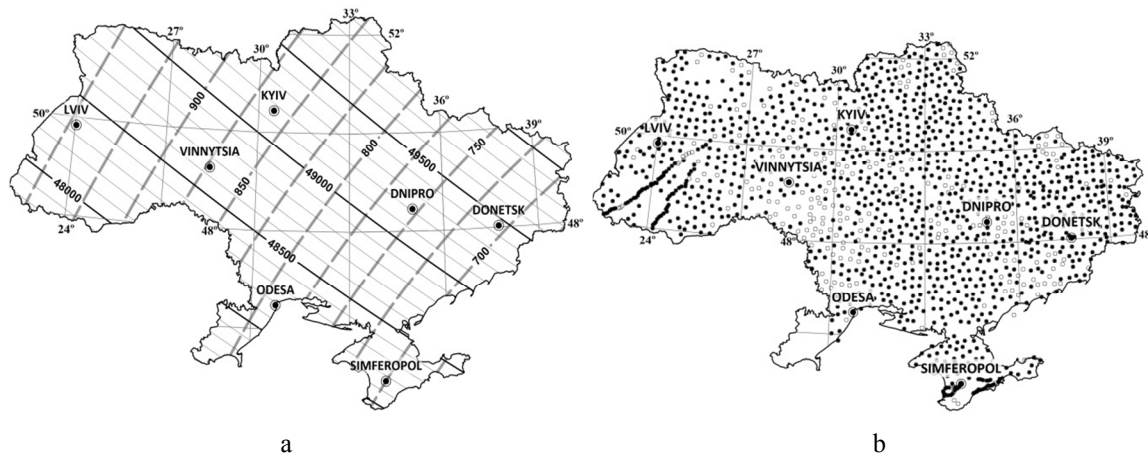 33°
52°
27°
30°
900
KYIV
50°
LVIV
36°
39°
800
49500
750
VINNYTSIA
850
49000
48000
DNIPRO
DONETSK
24°
48°
48°
48500
700
ODESA
SIMFEROPOL
a
33°
52°
27°
30°
KYIV
36°
50°
LVIV
39°
VINNYTSIA
DNIPRO
DONETSK
24°
48°
48
ODESA
SIMFEROPOL
b